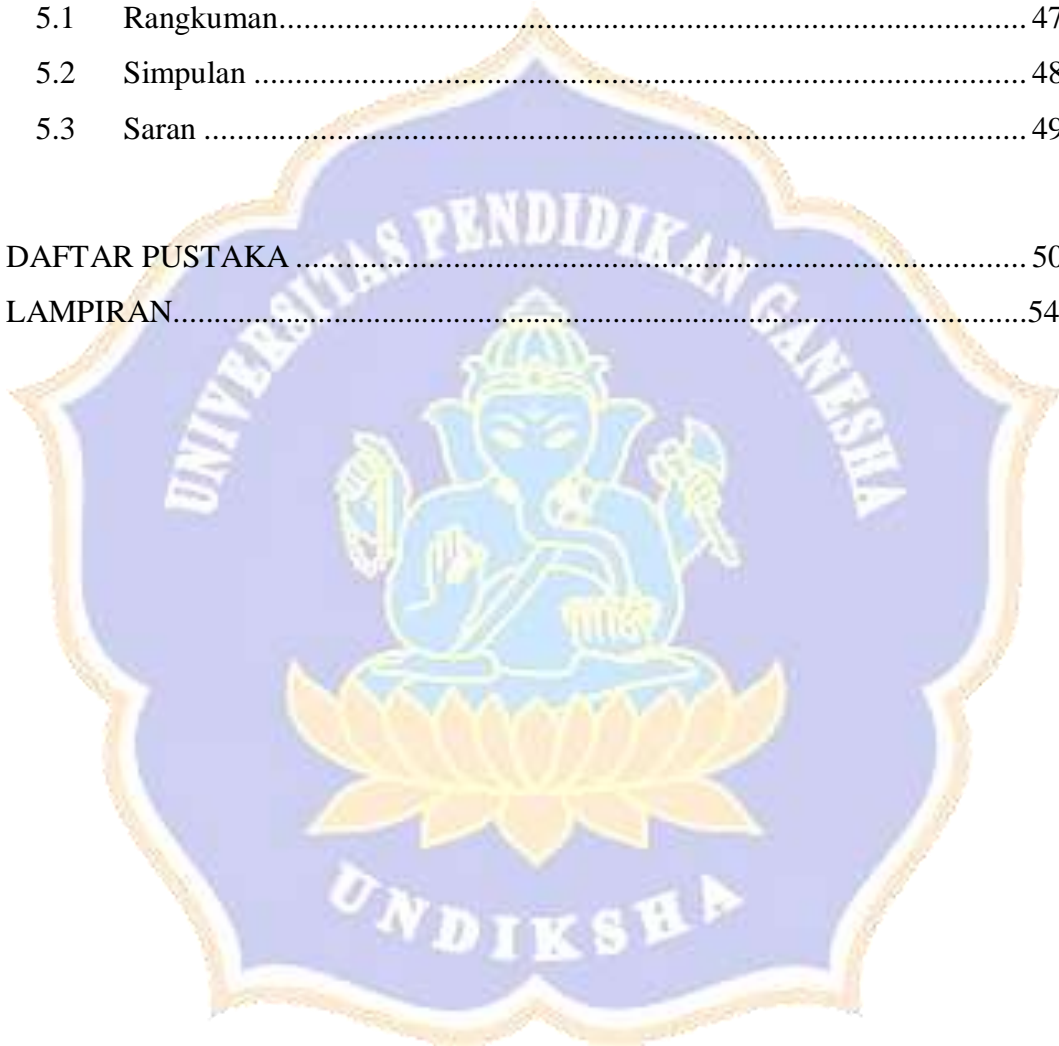 5.1 Rangkuman.......................................................................................... 47
5.2 Simpulan ............................................................................................ 48
5.3 Saran .................................................................................................. 49
DAFTAR PUSTAKA ..................................................................................... 50
LAMPIRAN....................................................................................................54
UNIVERSITAS PENDIDIKAN GANESHA
UNDIKSHA